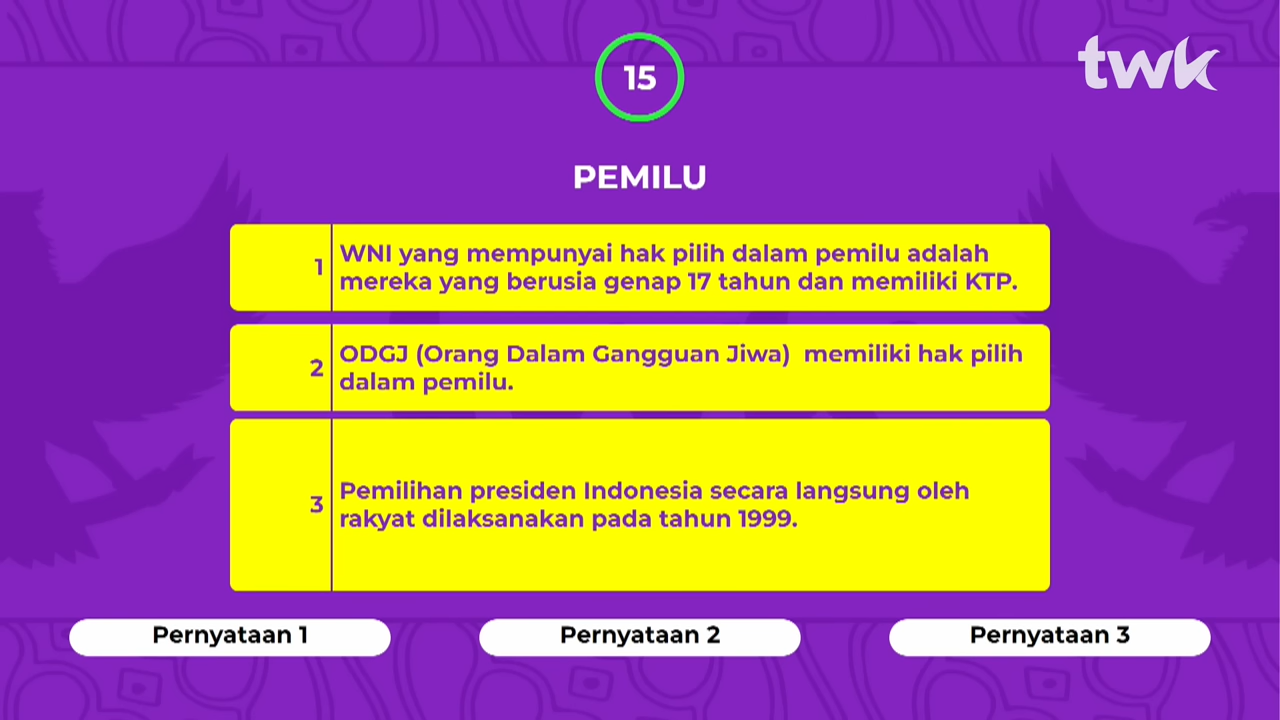 15
twk
PEMILU
1
WNI yang mempunyai hak pilih dalam pemilu adalah
mereka yang berusia genap 17 tahun dan memiliki KTP.
2
ODGJ (Orang Dalam Gangguan Jiwa)  memiliki hak pilih
dalam pemilu.
3
Pemilihan presiden Indonesia secara langsung oleh
rakyat dilaksanakan pada tahun 1999.
Pernyataan 1
Pernyataan 2
Pernyataan 3